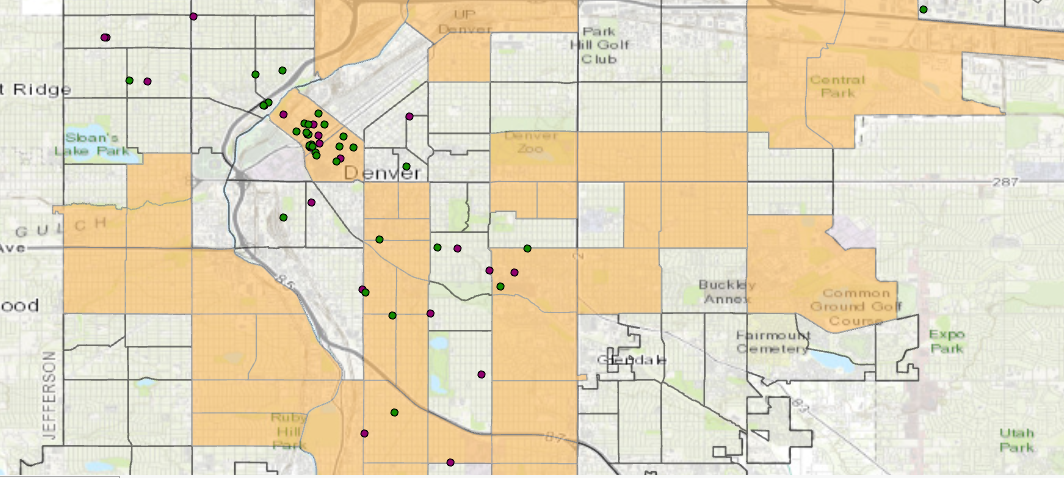 UP
Denver
Park
Hill Golf
Club
t Ridge
Central
Park
Sloan's
Lake Park
Denver
Zoo
Denver
287
GULCH
Ave
2
85
Buckley
Annex
Common
Ground Golf
Course
ood
Fairmount
Cemetery
Expo
Park
Glendale
JEFFERSON
83
Ruby
Hill
Park
87
Utah
Park